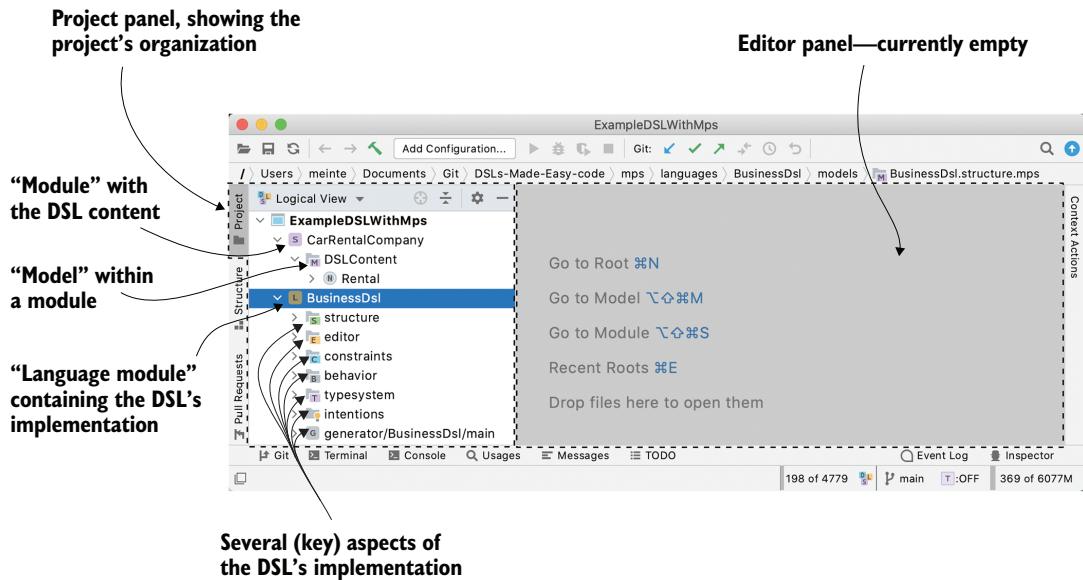 Project panel, showing the
project's organization
Editor panel—currently empty
ExampleDSLWithMps
Add Configuration...
Git:
/ Users meinte Documents Git DSLs-Made-Easy-code mps languages BusinessDsl models BusinessDsl.structure.mps
“Module” with
the DSL content
“Model” within
a module
“Language module”
containing the DSL's
implementation
Project
Structure
Pull Requests
Logical View
ExampleDSLWithMps
S CarRentalCompany
M DSLContent
N Rental
L BusinessDsl
S structure
E editor
C constraints
B behavior
T typesystem
intentions
G generator/BusinessDsl/main
Go to Root ⌘N
Go to Model ⌥⇧⌘M
Go to Module ⌥⇧⌘S
Recent Roots ⌘E
Drop files here to open them
Context Actions
Git Terminal Console Usages Messages TODO Event Log Inspector
198 of 4779 main T :OFF 369 of 6077M
Several (key) aspects of
the DSL's implementation